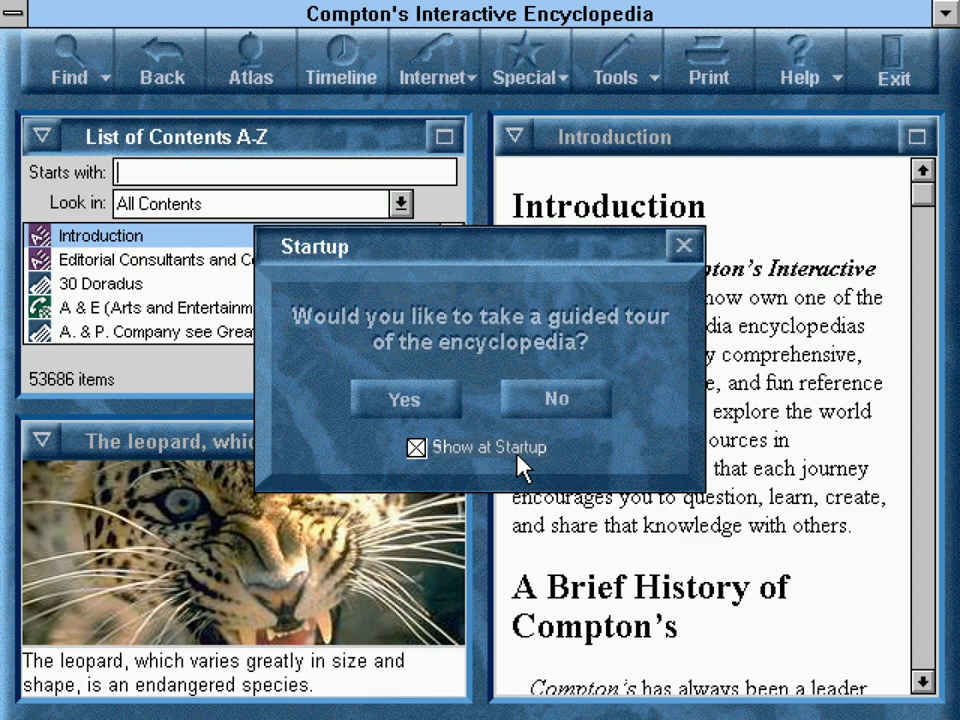 Compton's Interactive Encyclopedia
Find Back Atlas Timeline Internet Special Tools Print Help Exit
List of Contents A-Z
Starts with:
Look in: All Contents
Introduction
Editorial Consultants and Co
30 Doradus
A & E (Arts and Entertainm
A. & P. Company see Grea
53686 items
The leopard, whic
The leopard, which varies greatly in size and
shape, is an endangered species.
Startup
Would you like to take a guided tour
of the encyclopedia?
Yes No
Show at Startup
Introduction
Introduction
pton's Interactive
now own one of the
dia encyclopedias
y comprehensive,
e, and fun reference
explore the world
ources in
that each journey
encourages you to question, learn, create,
and share that knowledge with others.
A Brief History of
Compton's
Compton's has always been a leader